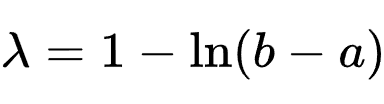 λ = 1 − ln(b − a)